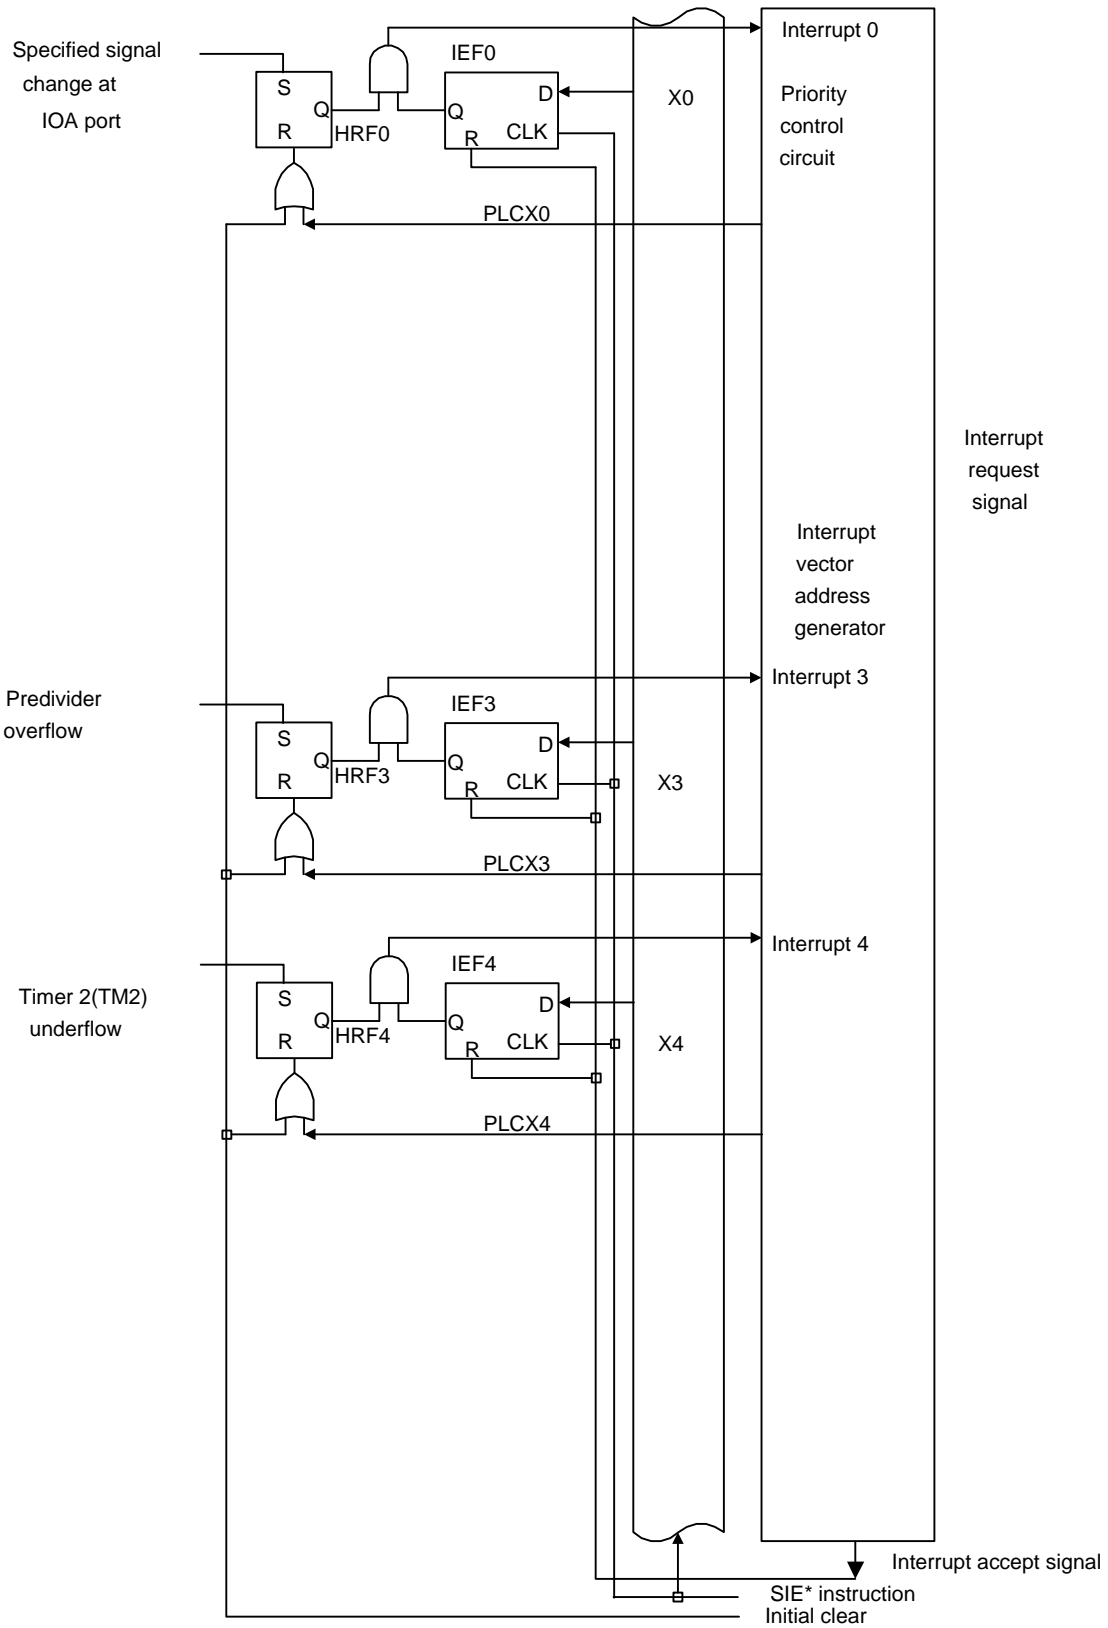 Specified signal
change at
IOA port
S
Q
R
HRF0
IEF0
D
Q
CLK
R
X0
Interrupt 0
Priority
control
circuit
PLCX0
Interrupt
request
signal
Interrupt
vector
address
generator
Predivider
overflow
S
Q
R
HRF3
IEF3
D
Q
CLK
R
X3
Interrupt 3
PLCX3
Timer 2(TM2)
underflow
S
Q
R
HRF4
IEF4
D
Q
CLK
R
X4
Interrupt 4
PLCX4
Interrupt accept signal
SIE* instruction
Initial clear